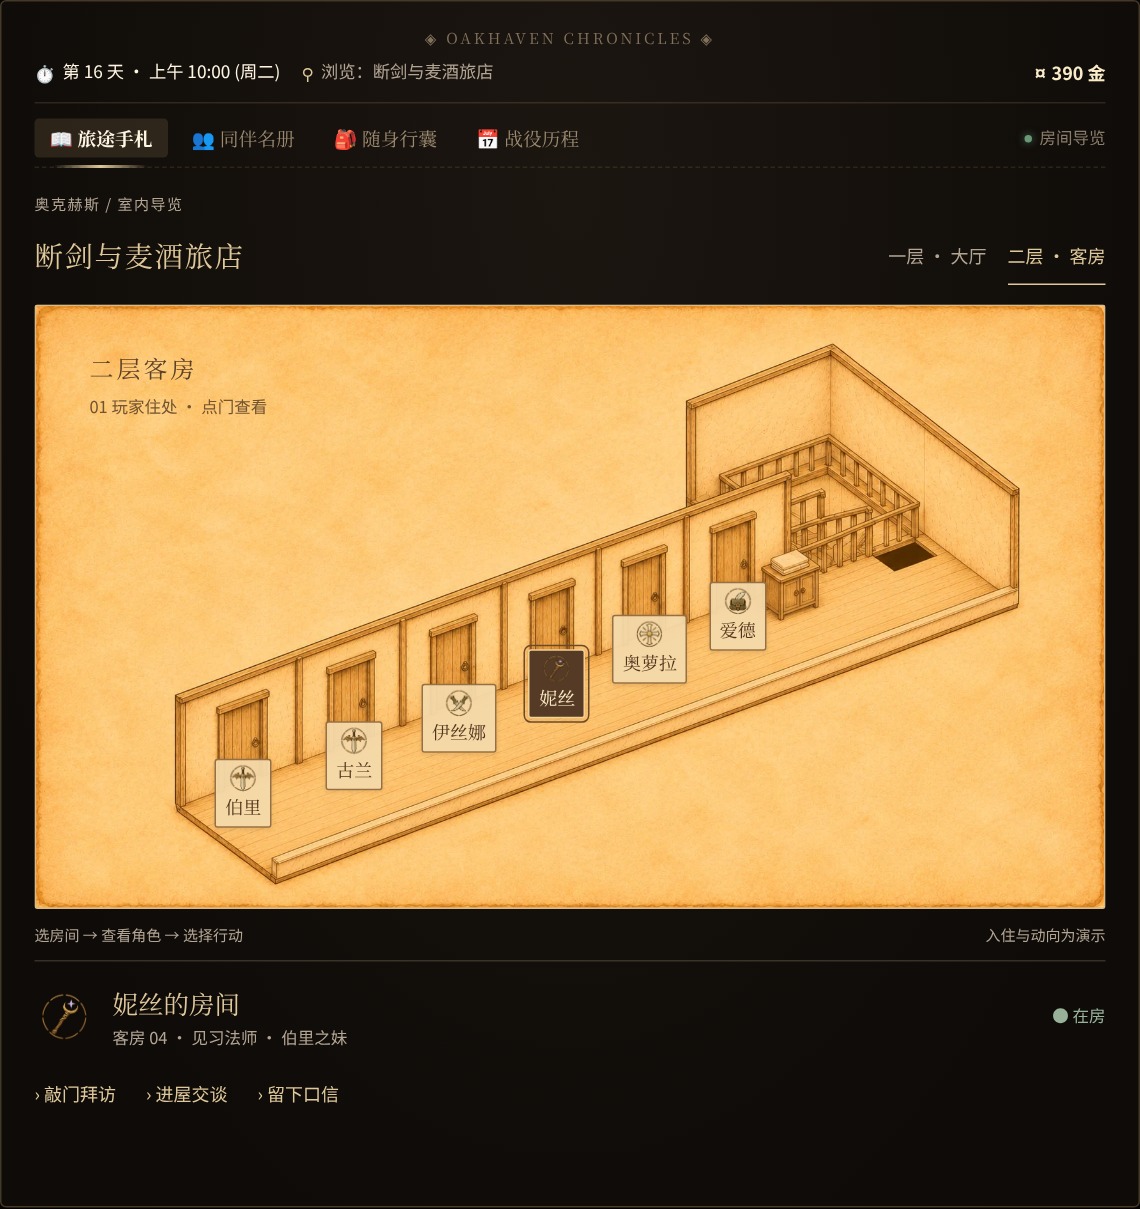 ◈ OAKHAVEN CHRONICLES ◈
第 16 天 • 上午 10:00 (周二) 浏览：断剑与麦酒旅店 ¤ 390 金
旅途手札 同伴名册 随身行囊 战役历程 房间导览
奥克赫斯 / 室内导览
断剑与麦酒旅店 一层 • 大厅 二层 • 客房
二层客房
01 玩家住处 • 点门查看
爱德
奥萝拉
妮丝
伊丝娜
古兰
伯里
选房间 → 查看角色 → 选择行动 入住与动向为演示
妮丝的房间
客房 04 • 见习法师 • 伯里之妹 在房
› 敲门拜访 › 进屋交谈 › 留下口信